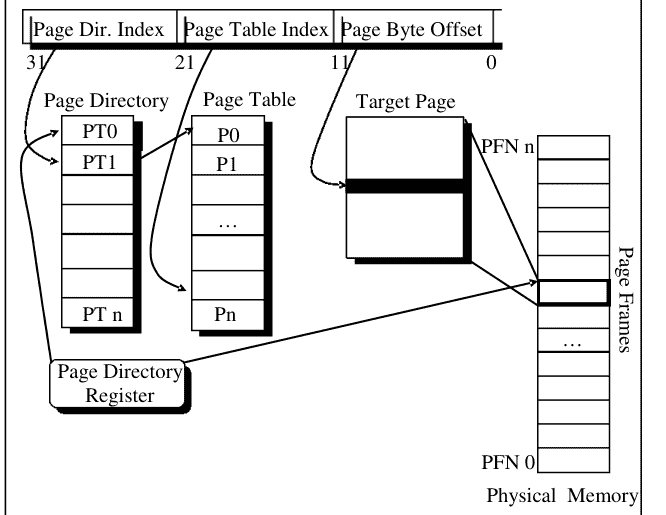 Page Dir. Index Page Table Index Page Byte Offset
31 21 11 0
Page Directory Page Table Target Page
PT0 P0
PT1 P1
...
PT n Pn
PFN n
Page Frames
...
PFN 0
Page Directory
Register
Physical Memory